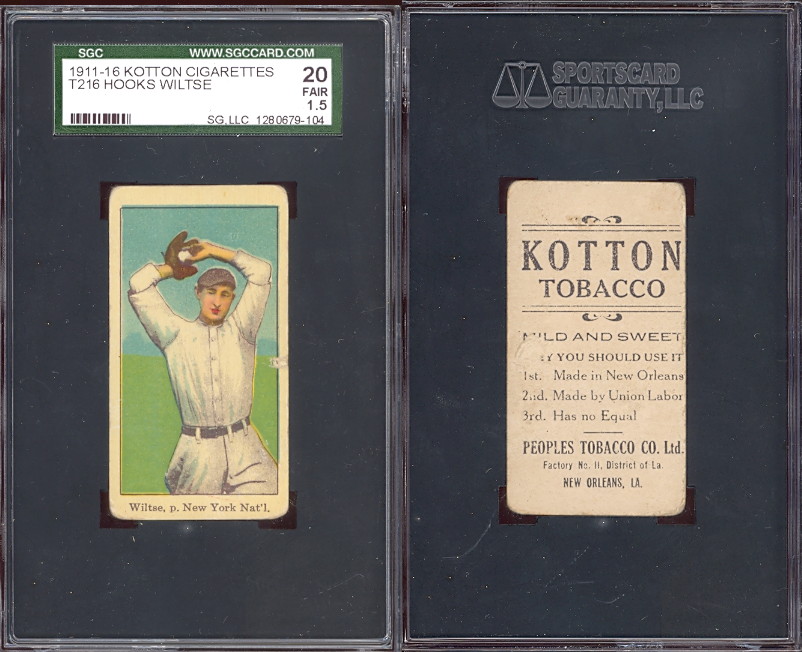 SGC WWW.SGCCARD.COM
1911-16 KOTTON CIGARETTES
T216 HOOKS WILTSE
20
FAIR
1.5
SG, LLC 1280679-104
Wiltse, p. New York Nat'l.
SPORTSCARD
GUARANTY, LLC
KOTTON
TOBACCO
MILD AND SWEET
YOU SHOULD USE IT
1st. Made in New Orleans
2nd. Made by Union Labor
3rd. Has no Equal
PEOPLES TOBACCO CO. Ltd.
Factory No. 11, District of La.
NEW ORLEANS, LA.